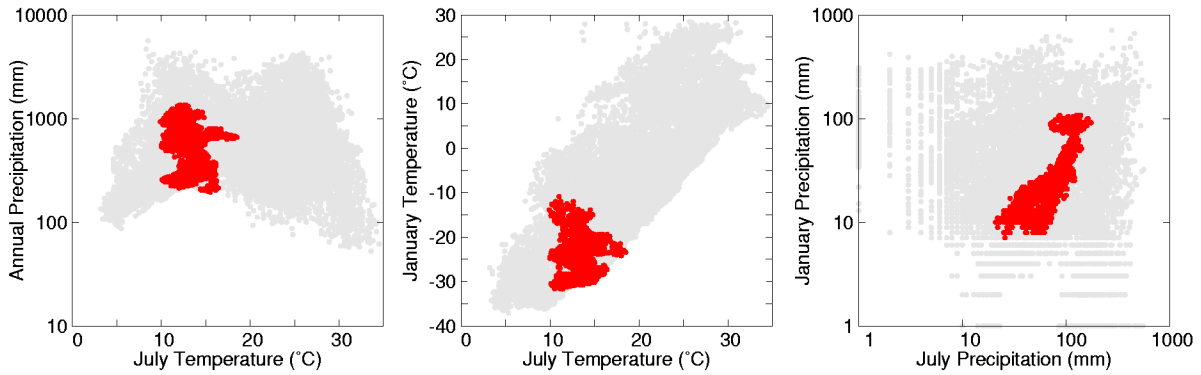 10000
1000
100
10
Annual Precipitation (mm)
0 10 20 30
July Temperature (˚C)
30
20
10
0
-10
-20
-30
-40
January Temperature (˚C)
0 10 20 30
July Temperature (˚C)
1000
100
10
1
January Precipitation (mm)
1 10 100 1000
July Precipitation (mm)